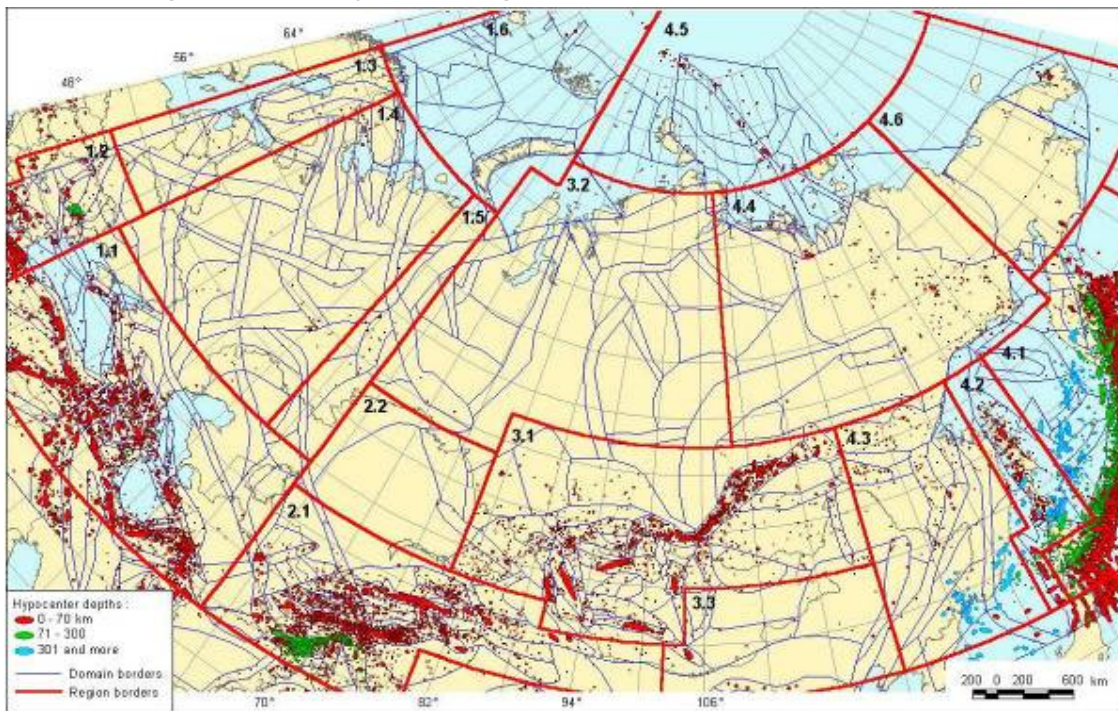 64°
56°
48°
1.6
4.5
1.3
1.4
4.6
1.2
3.2
4.4
1.5
1.1
4.1
4.2
2.2
3.1
4.3
2.1
3.3
Hypocenter depths :
0 - 70 km
71 - 300
301 and more
Domain borders
Region borders
200 0 200 600 km
70° 82° 94° 106°